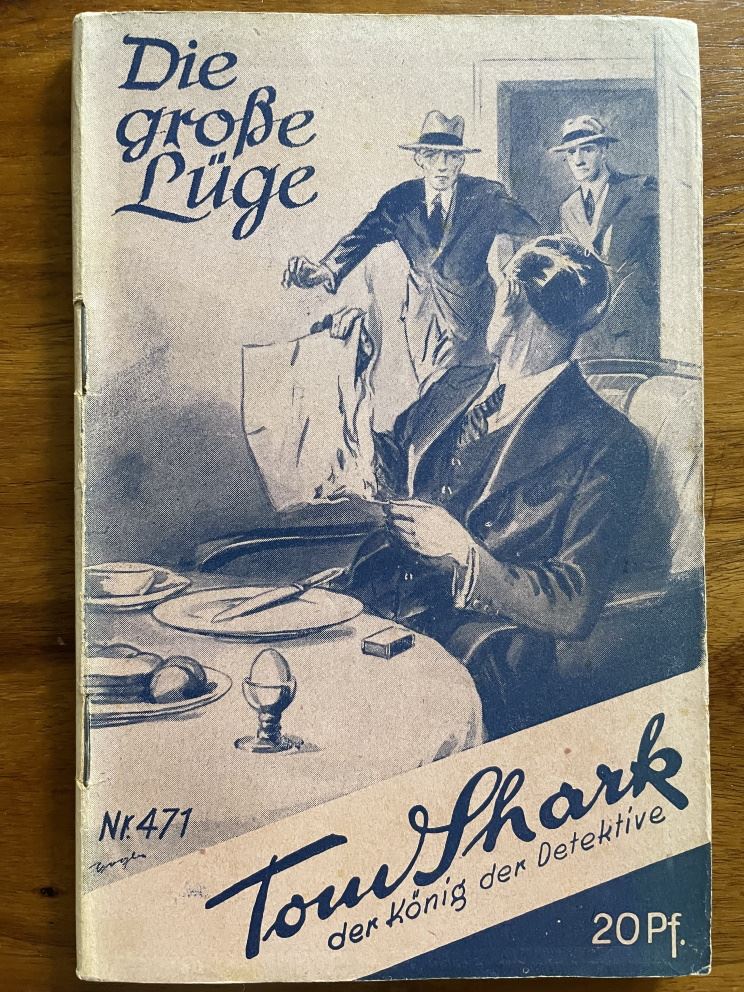 Die
große
Lüge
Nr. 471
Tom Shark
der König der Detektive
20 Pf.